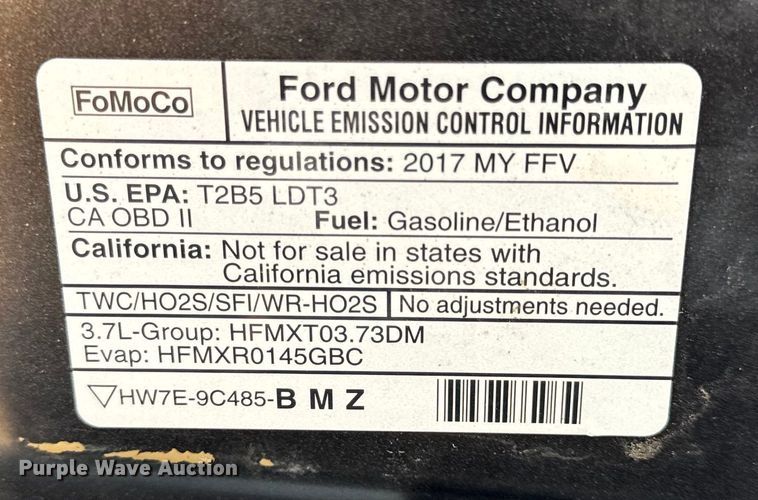 FoMoCo
Ford Motor Company
VEHICLE EMISSION CONTROL INFORMATION
Conforms to regulations: 2017 MY FFV
U.S. EPA: T2B5 LDT3
CA OBD II Fuel: Gasoline/Ethanol
California: Not for sale in states with
California emissions standards.
TWC/HO2S/SFI/WR-HO2S No adjustments needed.
3.7L-Group: HFMXT03.73DM
Evap: HFMXR0145GBC
HW7E-9C485-B M Z
Purple Wave Auction